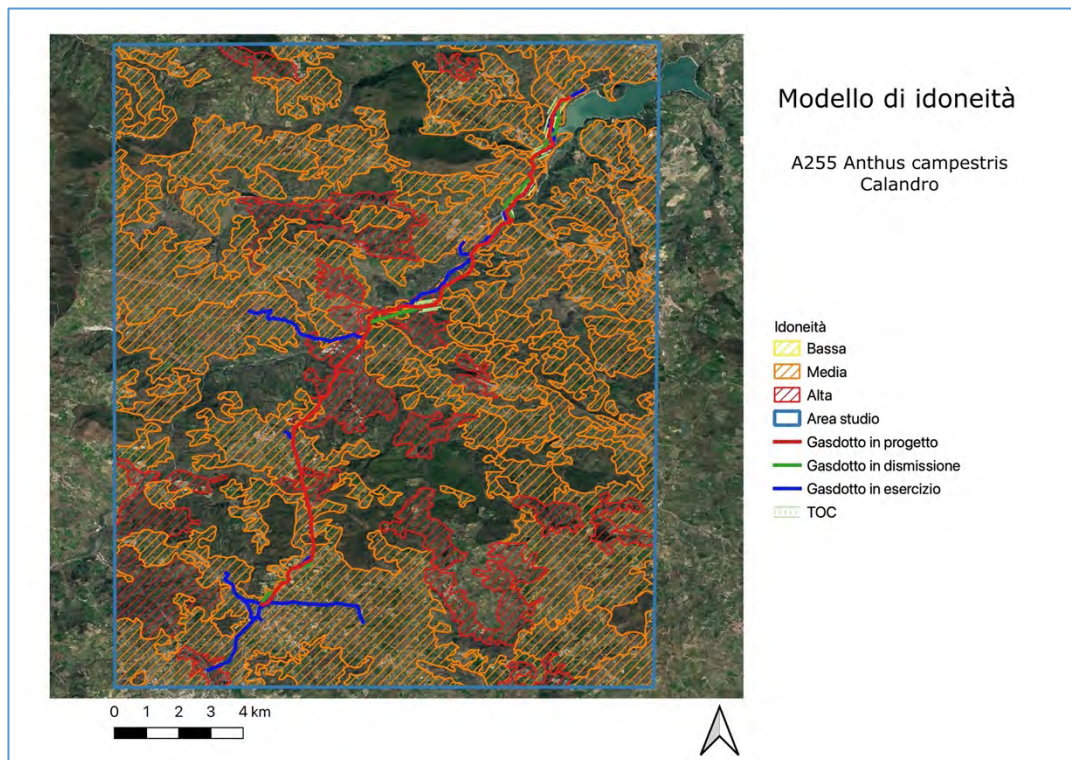 Modello di idoneità
A255 Anthus campestris
Calandro
Idoneità
Bassa
Media
Alta
Area studio
Gasdotto in progetto
Gasdotto in dismissione
Gasdotto in esercizio
TOC
0 1 2 3 4 km